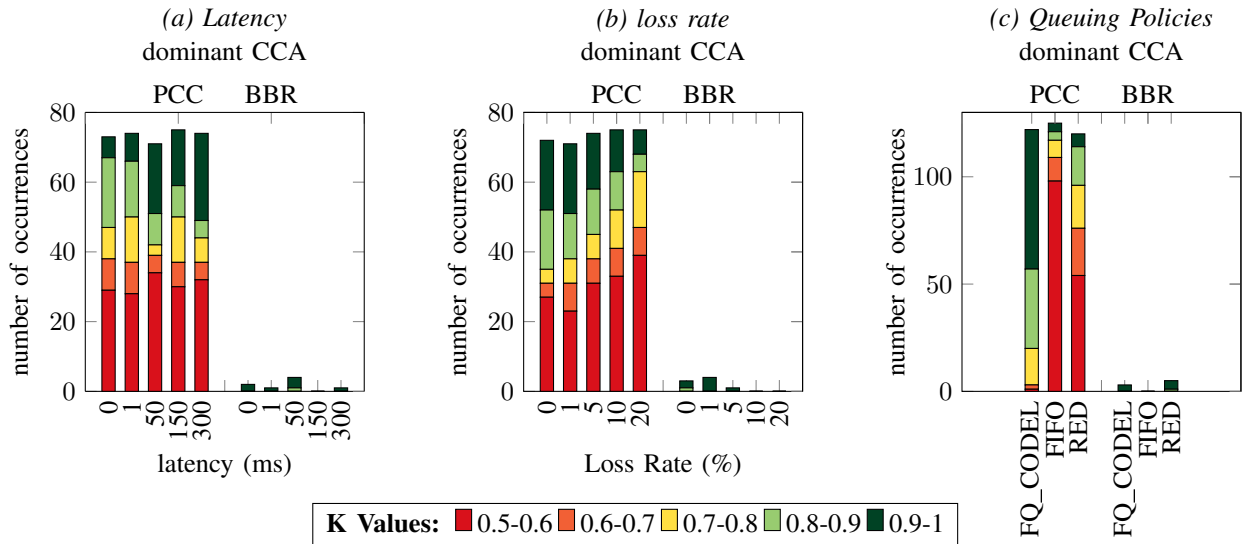 (a) Latency
dominant CCA
PCC BBR
number of occurrences
80
60
40
20
0
0 1 50 150 300 0 1 50 150 300
latency (ms)
(b) loss rate
dominant CCA
PCC BBR
number of occurrences
80
60
40
20
0
0 1 5 10 20 0 1 5 10 20
Loss Rate (%)
(c) Queuing Policies
dominant CCA
PCC BBR
number of occurrences
100
50
0
FQ_CODEL FIFO RED FQ_CODEL FIFO RED
K Values: 0.5-0.6 0.6-0.7 0.7-0.8 0.8-0.9 0.9-1